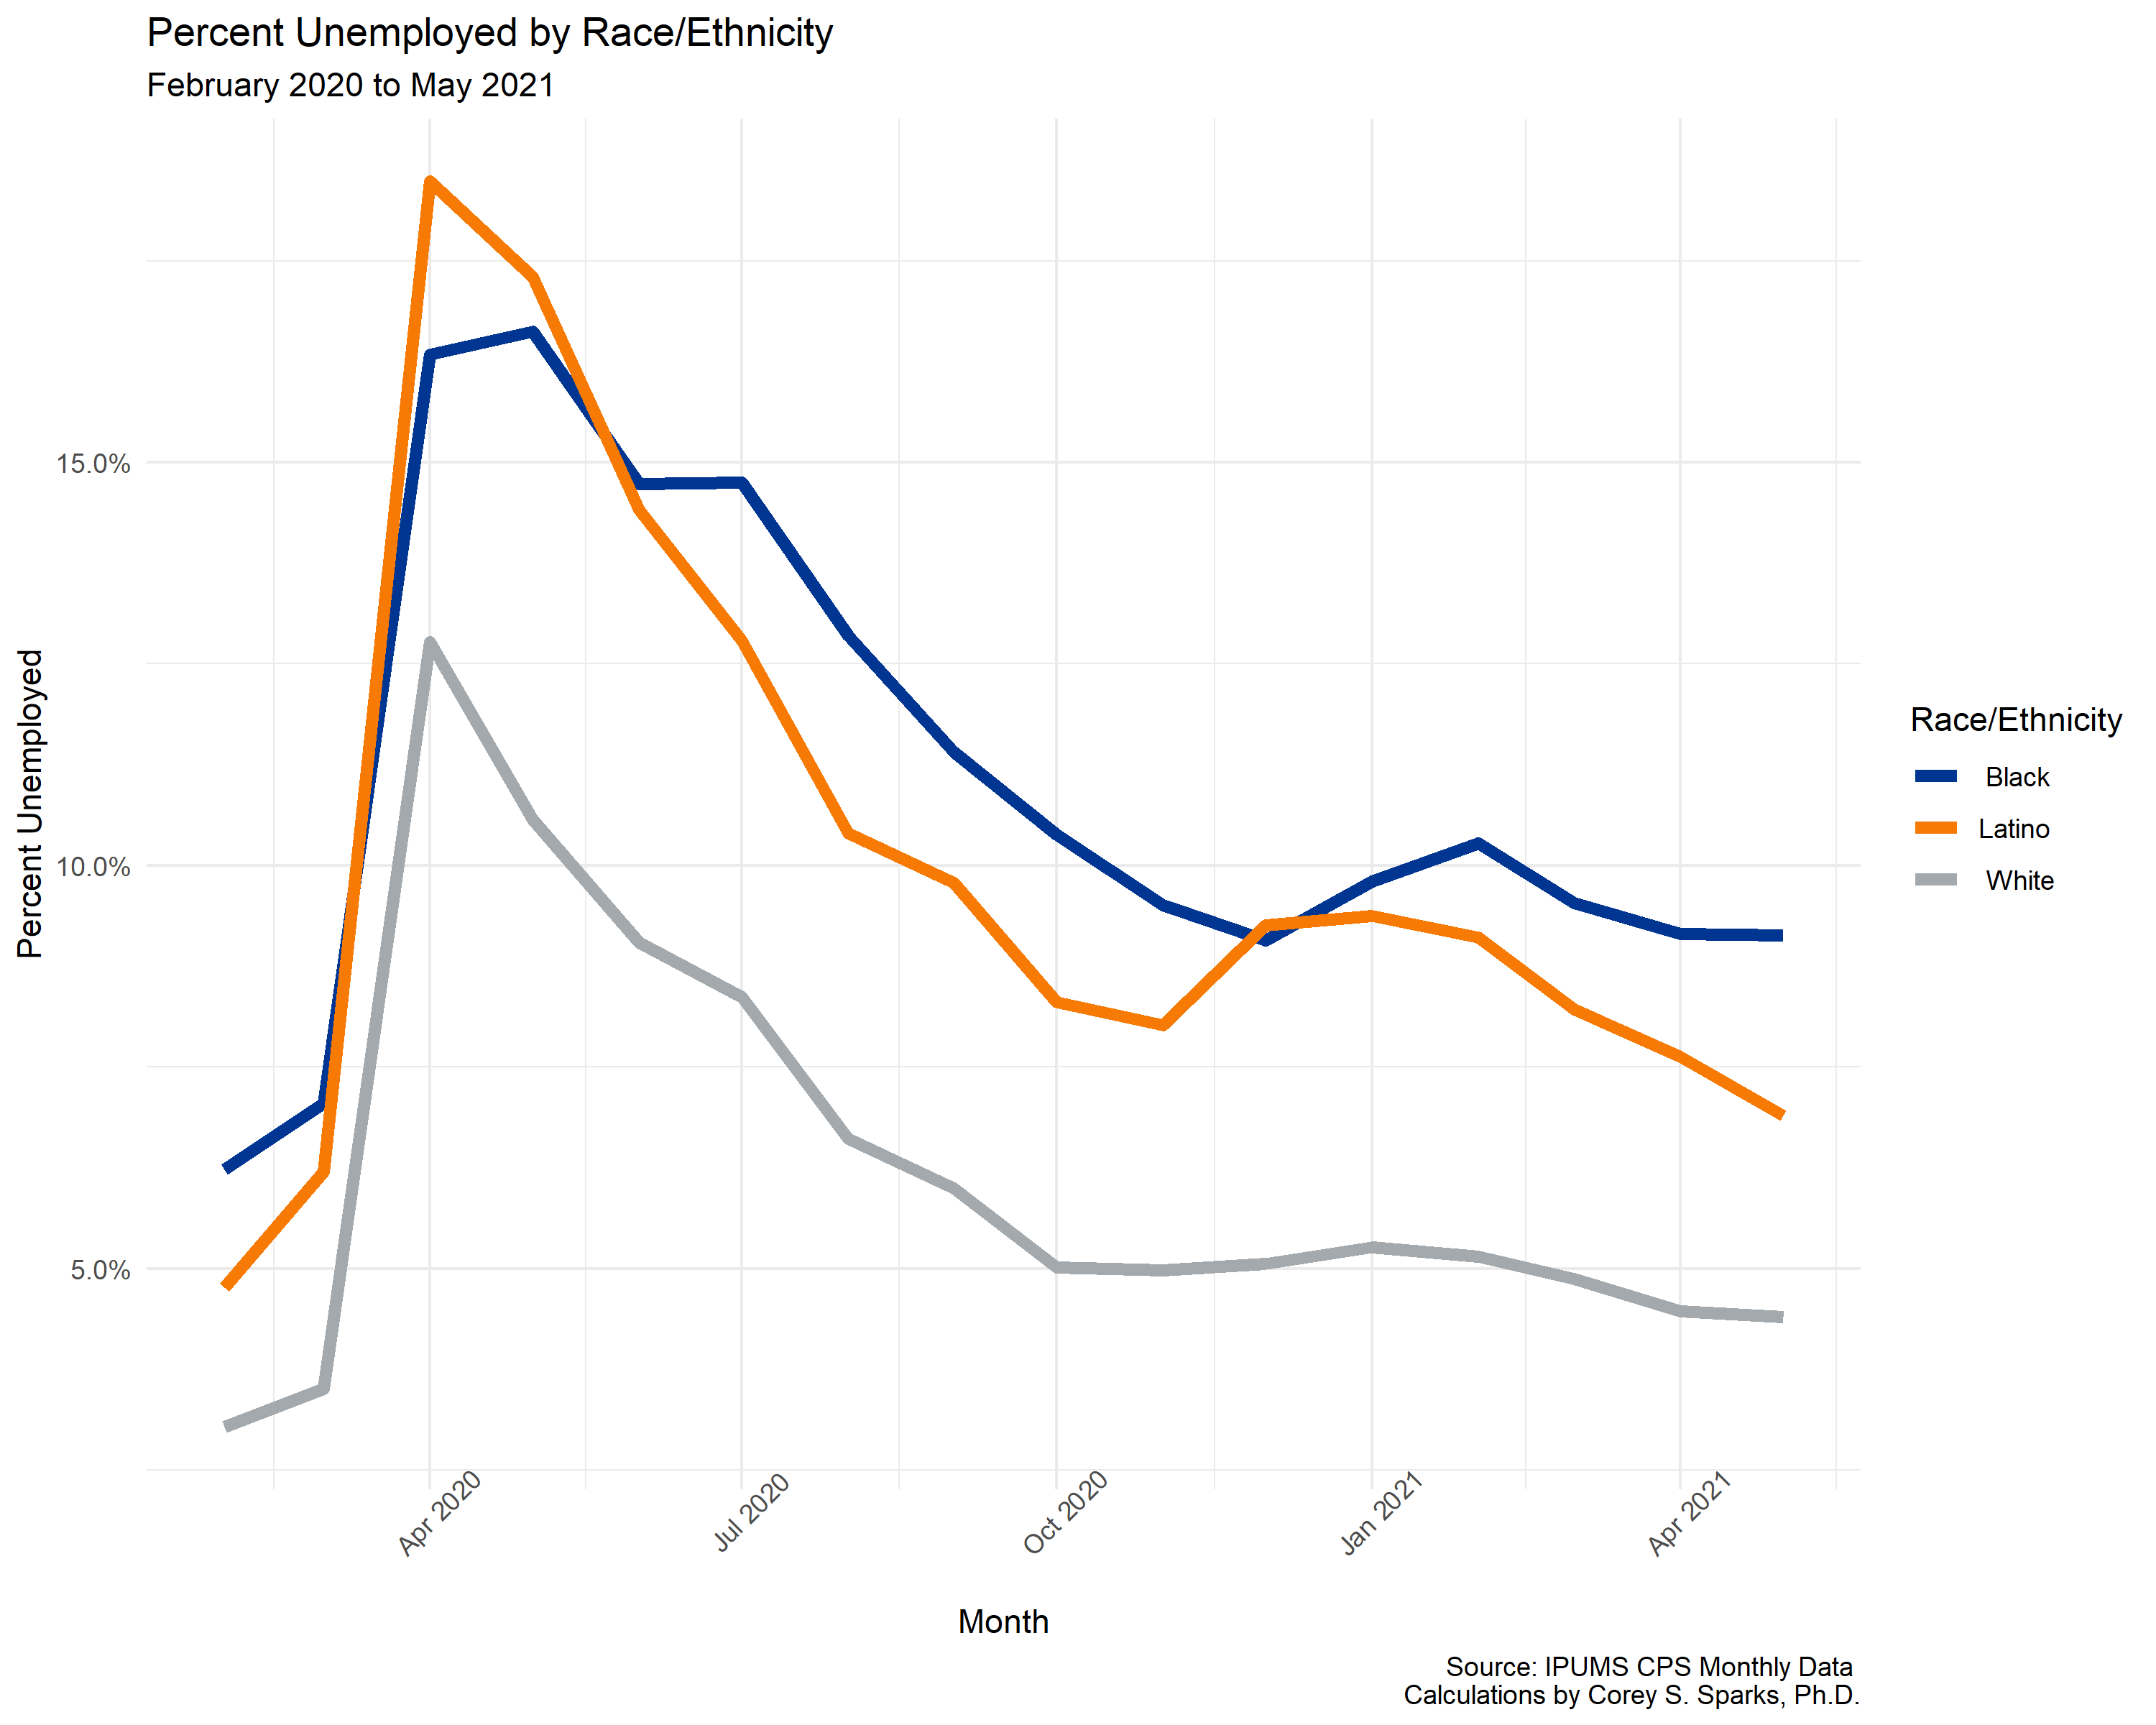 Percent Unemployed by Race/Ethnicity
February 2020 to May 2021
Percent Unemployed
15.0%
10.0%
5.0%
Apr 2020
Jul 2020
Oct 2020
Jan 2021
Apr 2021
Month
Race/Ethnicity
Black
Latino
White
Source: IPUMS CPS Monthly Data
Calculations by Corey S. Sparks, Ph.D.